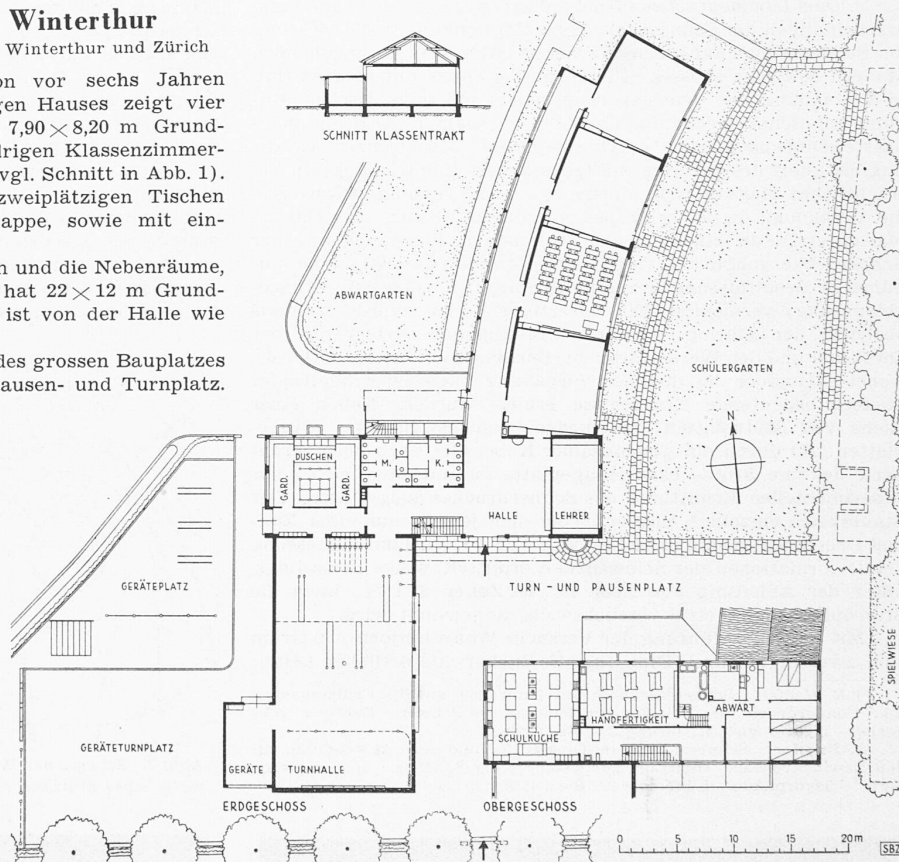 Winterthur
Winterthur und Zürich
on vor sechs Jahren
gen Hauses zeigt vier
7,90 × 8,20 m Grund-
drigen Klassenzimmer-
vgl. Schnitt in Abb. 1).
zweiplätzigen Tischen
appe, sowie mit ein-
n und die Nebenräume,
hat 22 × 12 m Grund-
ist von der Halle wie
des grossen Bauplatzes
ausen- und Turnplatz.
SCHNITT KLASSENTRAKT
ABWARTGARTEN
SCHÜLERGARTEN
N
DUSCHEN
GARD.
GARD.
M.
K.
HALLE
LEHRER
GERÄTEPLATZ
TURN- UND PAUSENPLATZ
SPIELWIESE
GERÄTETURNPLATZ
GERÄTE
TURNHALLE
SCHULKÜCHE
HANDFERTIGKEIT
ABWART
ERDGESCHOSS
OBERGESCHOSS
0 5 10 15 20 m
SBZ